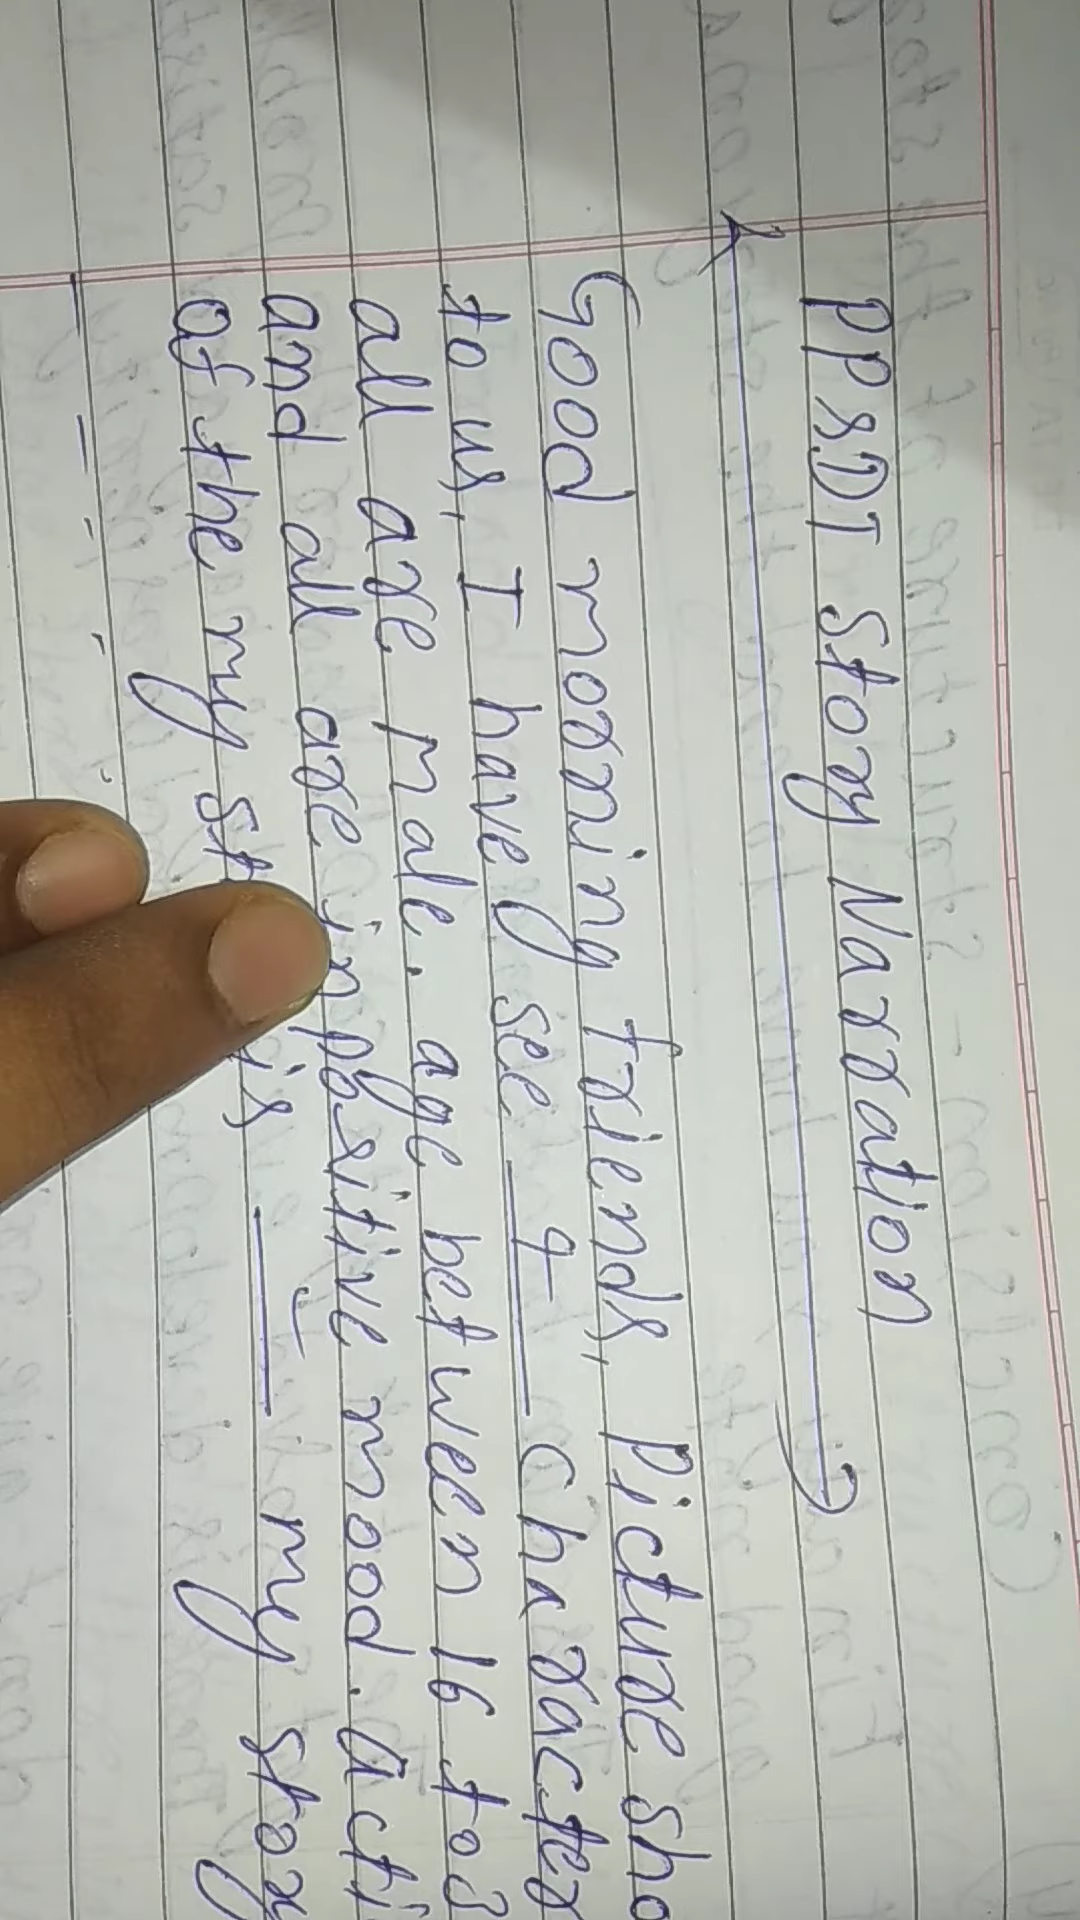 PPSDT Story Narration
Good morning friends, Picture sho
to us, I have see 4 character
all are male. age between 16 to 3
and all are in positive mood. Acti
of the my is my story